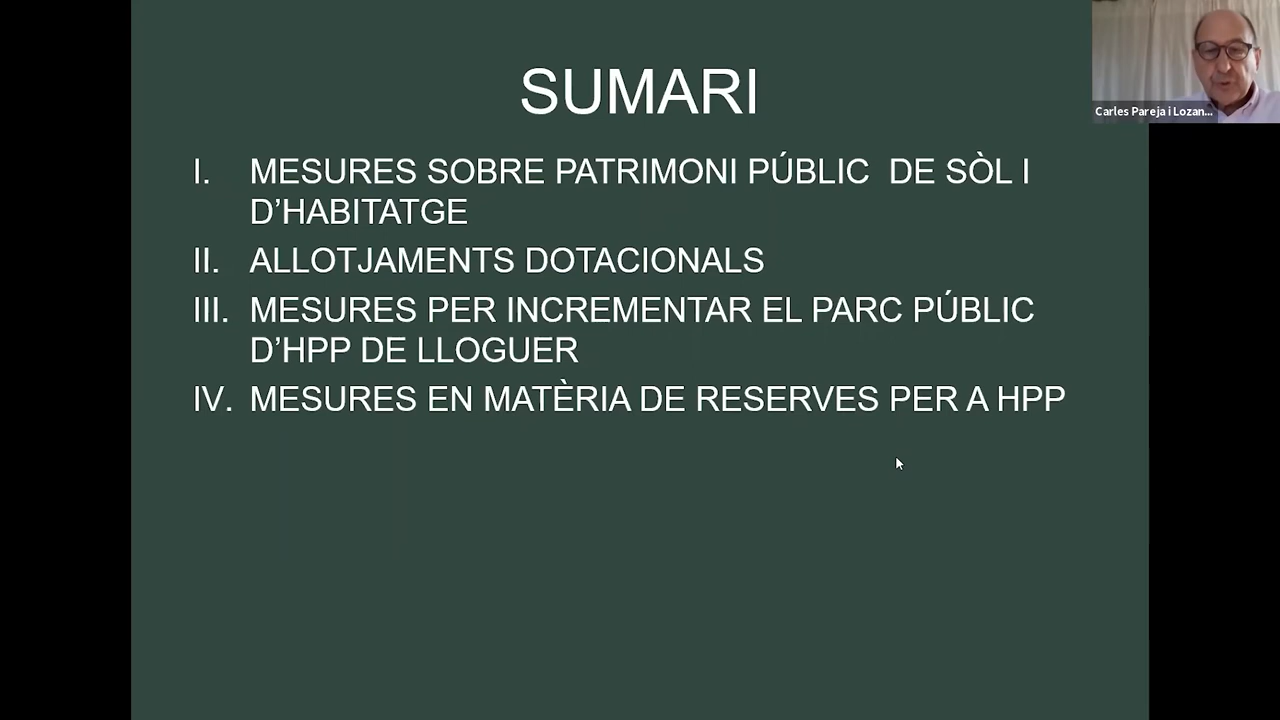 SUMARI
I. MESURES SOBRE PATRIMONI PÚBLIC DE SÒL I
D'HABITATGE
II. ALLOTJAMENTS DOTACIONALS
III. MESURES PER INCREMENTAR EL PARC PÚBLIC
D'HPP DE LLOGUER
IV. MESURES EN MATÈRIA DE RESERVES PER A HPP
Carles Pareja i Lozan...